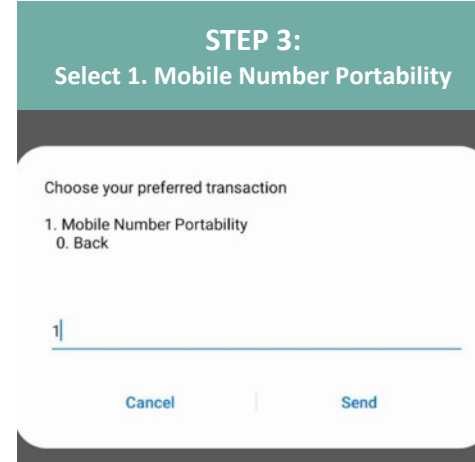 STEP 3:
Select 1. Mobile Number Portability
Choose your preferred transaction
1. Mobile Number Portability
0. Back
1
Cancel
Send